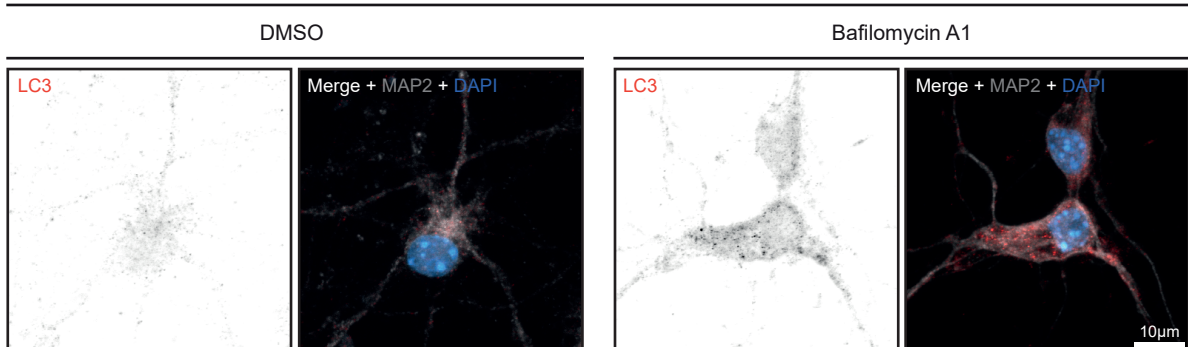 DMSO
Bafilomycin A1
LC3
Merge + MAP2 + DAPI
LC3
Merge + MAP2 + DAPI
10µm